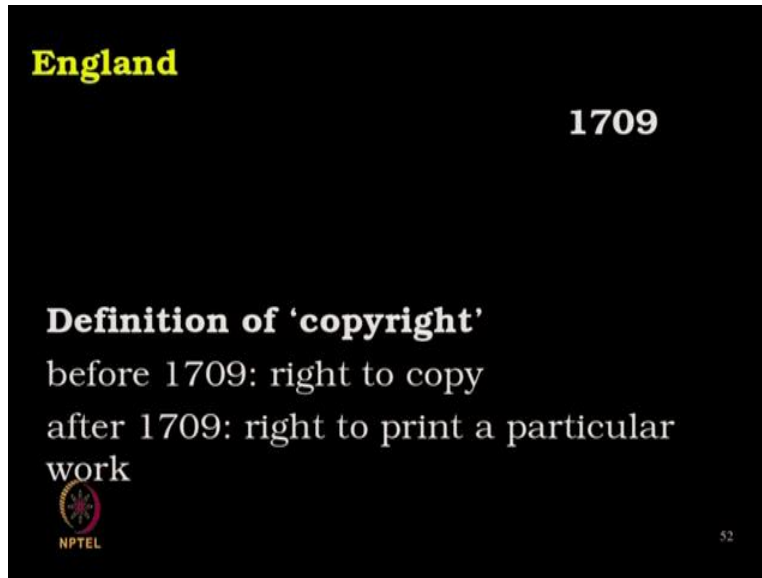 England
1709
Definition of ‘copyright’
before 1709: right to copy
after 1709: right to print a particular
work
NPTEL
52